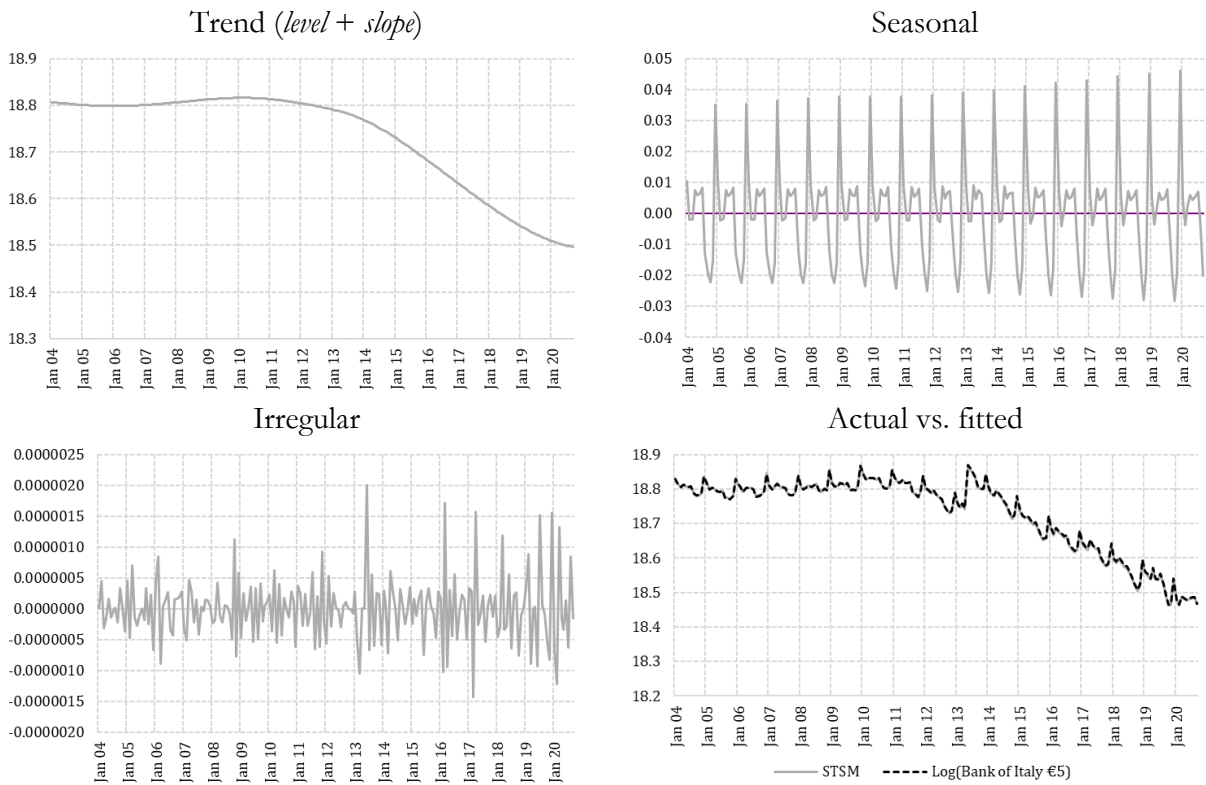 Trend (level + slope)
18.9
18.8
18.7
18.6
18.5
18.4
18.3
Jan 04
Jan 05
Jan 06
Jan 07
Jan 08
Jan 09
Jan 10
Jan 11
Jan 12
Jan 13
Jan 14
Jan 15
Jan 16
Jan 17
Jan 18
Jan 19
Jan 20
Seasonal
0.05
0.04
0.03
0.02
0.01
0.00
-0.01
-0.02
-0.03
-0.04
Jan 04
Jan 05
Jan 06
Jan 07
Jan 08
Jan 09
Jan 10
Jan 11
Jan 12
Jan 13
Jan 14
Jan 15
Jan 16
Jan 17
Jan 18
Jan 19
Jan 20
Irregular
0.0000025
0.0000020
0.0000015
0.0000010
0.0000005
0.0000000
-0.0000005
-0.0000010
-0.0000015
-0.0000020
Jan 04
Jan 05
Jan 06
Jan 07
Jan 08
Jan 09
Jan 10
Jan 11
Jan 12
Jan 13
Jan 14
Jan 15
Jan 16
Jan 17
Jan 18
Jan 19
Jan 20
Actual vs. fitted
18.9
18.8
18.7
18.6
18.5
18.4
18.3
18.2
Jan 04
Jan 05
Jan 06
Jan 07
Jan 08
Jan 09
Jan 10
Jan 11
Jan 12
Jan 13
Jan 14
Jan 15
Jan 16
Jan 17
Jan 18
Jan 19
Jan 20
STSM
Log(Bank of Italy €5)